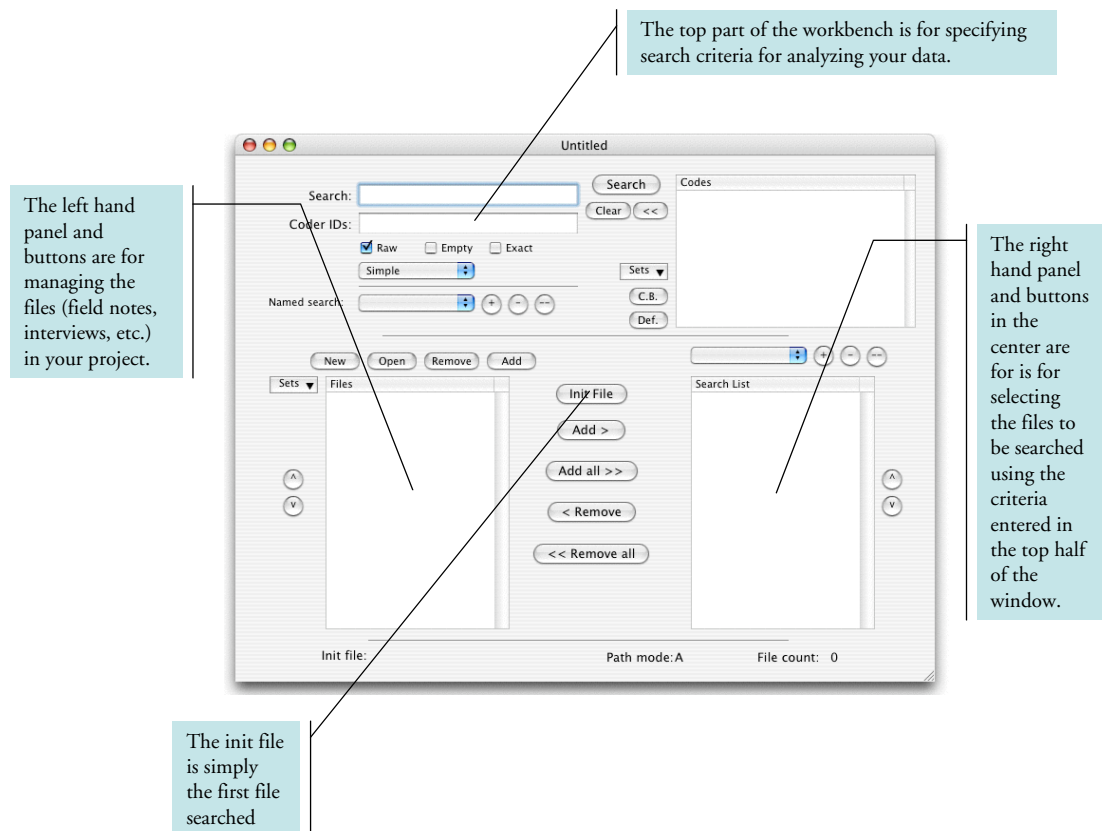 The top part of the workbench is for specifying
search criteria for analyzing your data.
Untitled
The left hand
panel and
buttons are for
managing the
files (field notes,
interviews, etc.)
in your project.
Search:
Search
Codes
Coder IDs:
Clear
<<
Raw
Empty
Exact
Simple
Sets
Named search:
+
-
--
C.B.
Def.
The right
hand panel
and buttons
in the
center are
for is for
selecting
the files to
be searched
using the
criteria
entered in
the top half
of the
window.
New
Open
Remove
Add
+
-
--
Sets
Files
Init File
Search List
Add >
Add all >>
< Remove
<< Remove all
^
v
^
v
Init file:
Path mode: A
File count: 0
The init file
is simply
the first file
searched